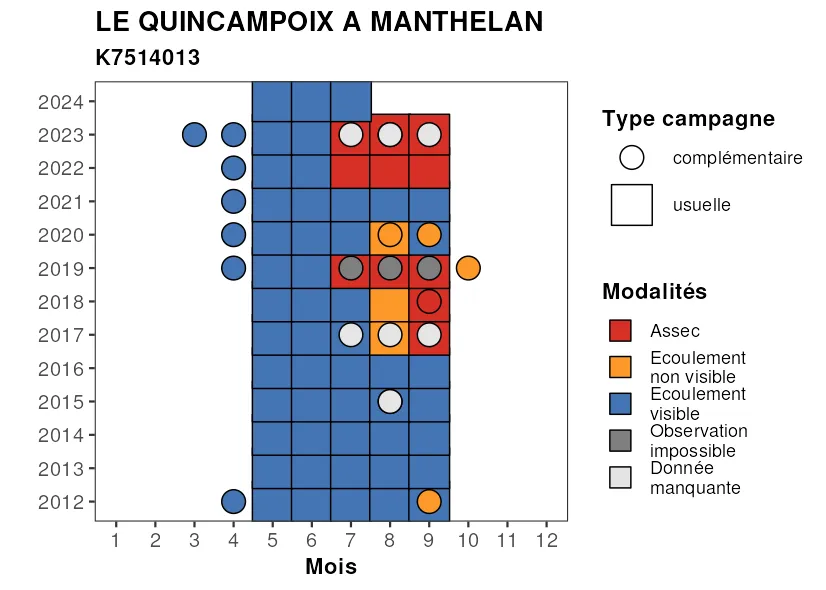 LE QUINCAMPOIX A MANTHELAN
K7514013
2024
2023
2022
2021
2020
2019
2018
2017
2016
2015
2014
2013
2012
1 2 3 4 5 6 7 8 9 10 11 12
Mois
Type campagne
complémentaire
usuelle
Modalités
Assec
Ecoulement
non visible
Ecoulement
visible
Observation
impossible
Donnée
manquante